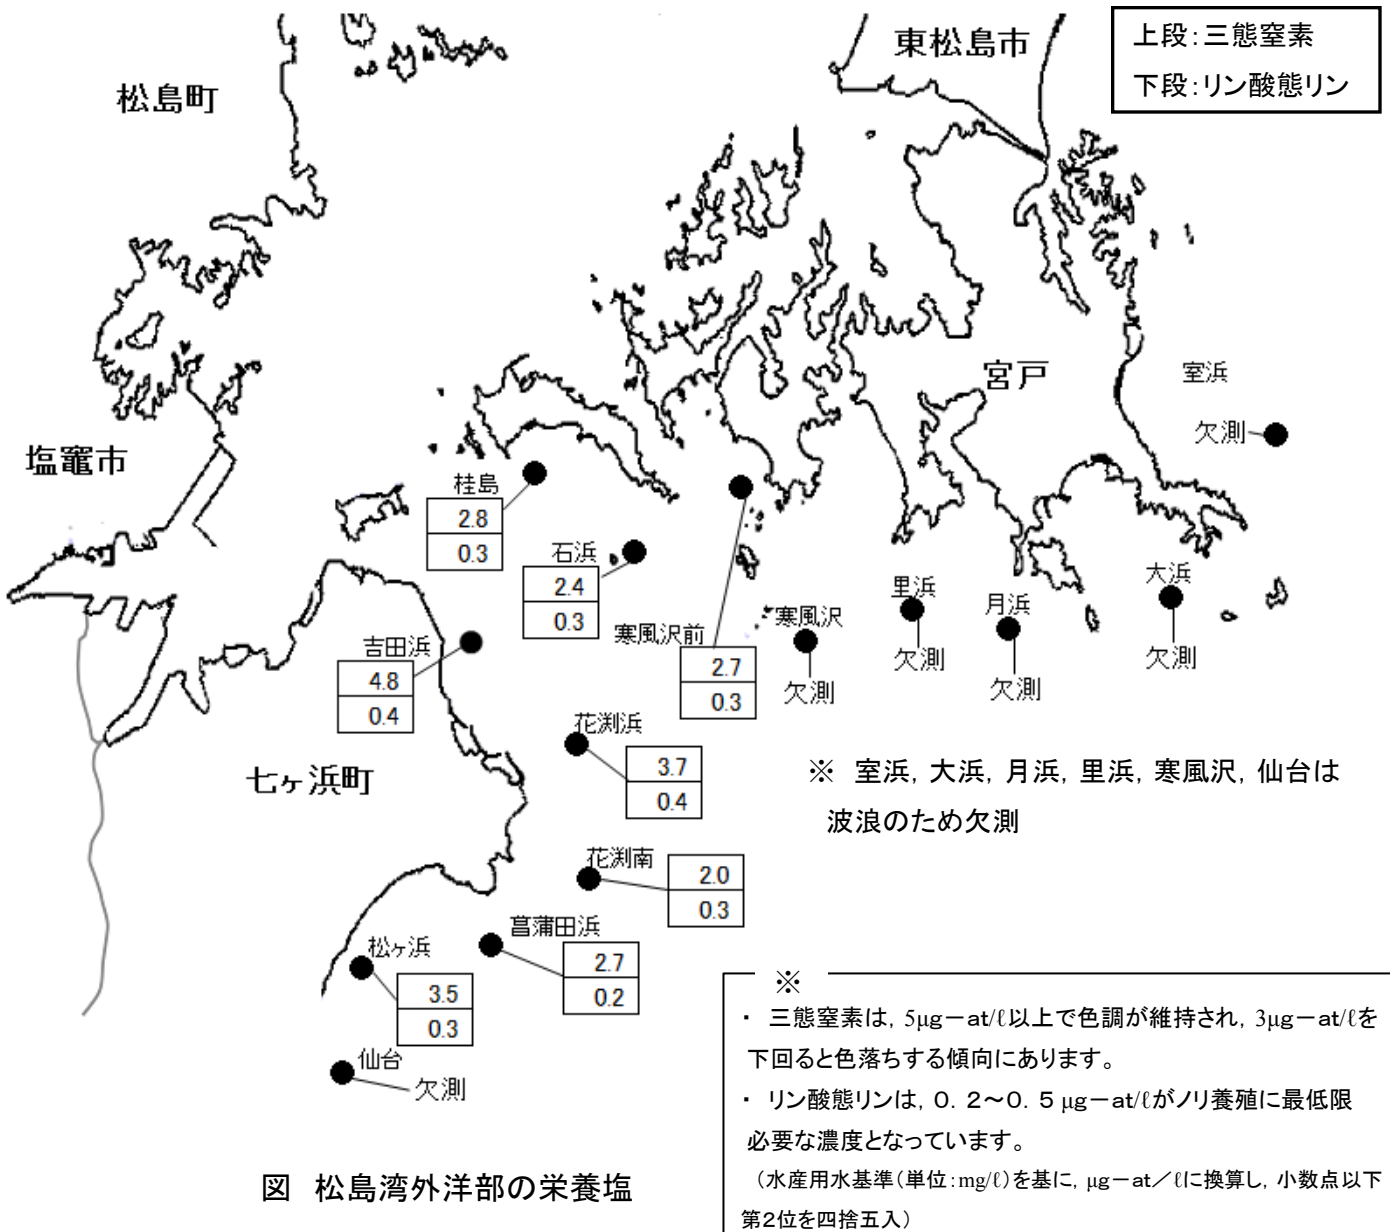 上段：三態窒素
下段：リン酸態リン
東松島市
松島町
宮戸
室浜
欠測
塩竈市
桂島
2.8
0.3
石浜
2.4
0.3
寒風沢前
2.7
0.3
寒風沢
欠測
里浜
欠測
月浜
欠測
大浜
欠測
吉田浜
4.8
0.4
花渕浜
3.7
0.4
七ヶ浜町
※　室浜，大浜，月浜，里浜，寒風沢，仙台は
波浪のため欠測
花渕南
2.0
0.3
菖蒲田浜
2.7
0.2
松ヶ浜
3.5
0.3
仙台
欠測
※
・　三態窒素は，5μg－at/ℓ以上で色調が維持され，3μg－at/ℓを
下回ると色落ちする傾向にあります。
・　リン酸態リンは，０．２～０．５μg－at/ℓがノリ養殖に最低限
必要な濃度となっています。
（水産用水基準（単位：mg/ℓ）を基に，μg－at／ℓに換算し，小数点以下
第2位を四捨五入）
図　松島湾外洋部の栄養塩